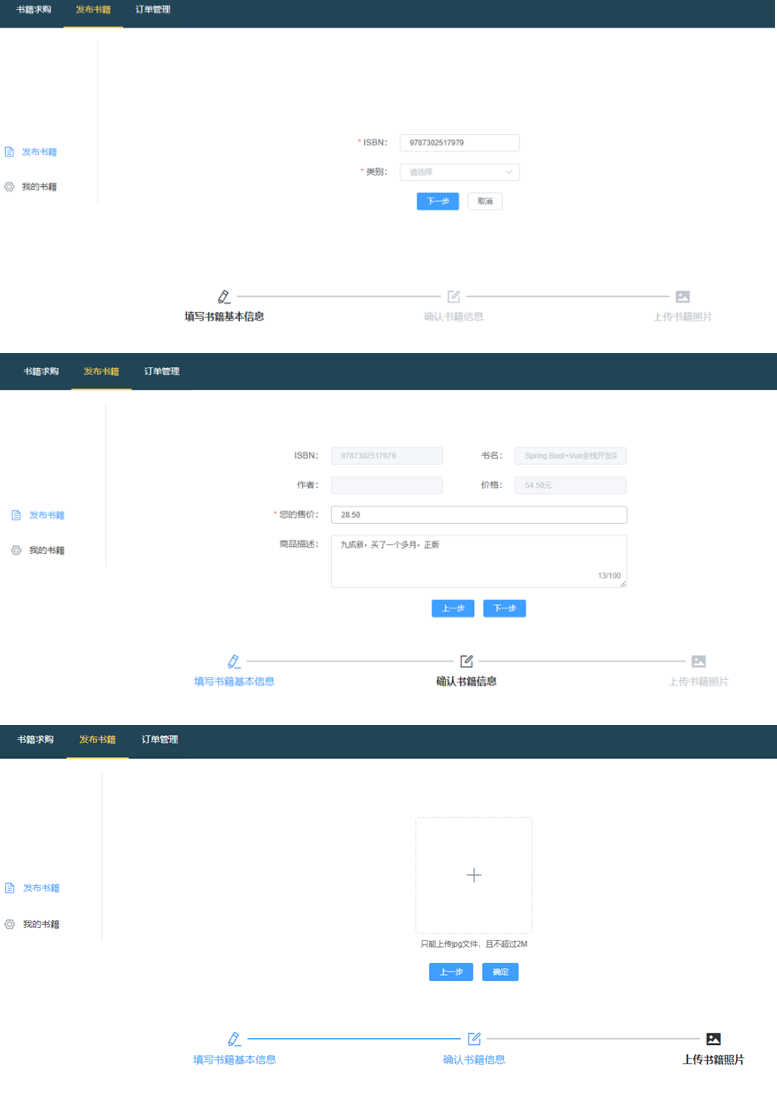 书籍求购 发布书籍 订单管理
* ISBN： 9787302517979
发布书籍
* 类别： 请选择
我的书籍
下一步 取消
填写书籍基本信息 确认书籍信息 上传书籍照片
书籍求购 发布书籍 订单管理
ISBN： 9787302517979 书名： Spring Boot+Vue全栈开发实
作者： 价格： 54.50元
发布书籍
* 您的售价： 28.50
我的书籍
商品描述： 九成新，买了一个多月，正版
13/100
上一步 下一步
填写书籍基本信息 确认书籍信息 上传书籍照片
书籍求购 发布书籍 订单管理
发布书籍
我的书籍
只能上传jpg文件，且不超过2M
上一步 确定
填写书籍基本信息 确认书籍信息 上传书籍照片